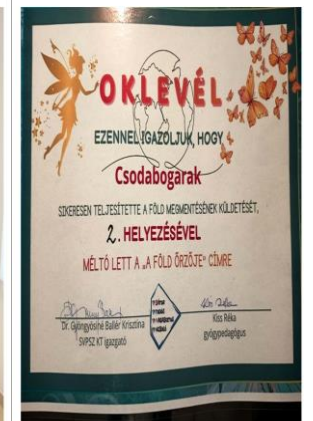 OKLEVÉL
EZENNEL IGAZOLJUK, HOGY
Csodabogarak
SIKERESEN TELJESÍTETTE A FÖLD MEGMENTÉSÉNEK KÜLDETÉSÉT,
2. HELYEZÉSÉVEL
MÉLTÓ LETT A „A FÖLD ŐRZŐJE" CÍMRE
Dr. Gyöngyösiné Ballér Krisztina
SVPSZ KT igazgató
Kiss Réka
gyógypedagógus